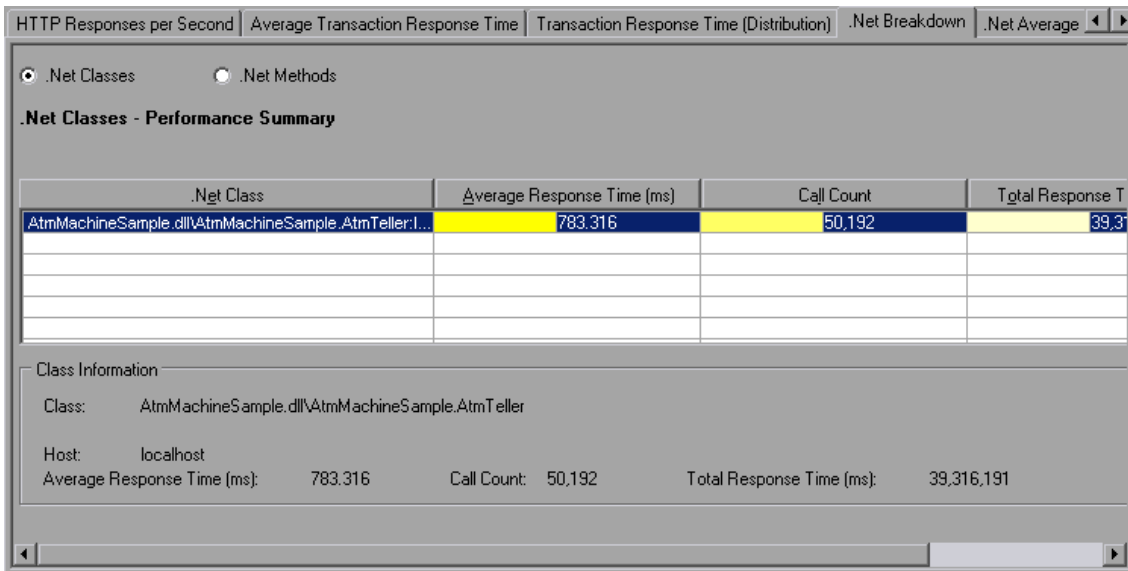 HTTP Responses per Second Average Transaction Response Time Transaction Response Time (Distribution) .Net Breakdown .Net Average
.Net Classes .Net Methods
.Net Classes - Performance Summary
.Net Class Average Response Time (ms) Call Count Total Response T
AtmMachineSample.dll\AtmMachineSample.AtmTeller:l... 783.316 50,192 39,31
Class Information
Class: AtmMachineSample.dll\AtmMachineSample.AtmTeller
Host: localhost
Average Response Time (ms): 783.316 Call Count: 50,192 Total Response Time (ms): 39,316,191